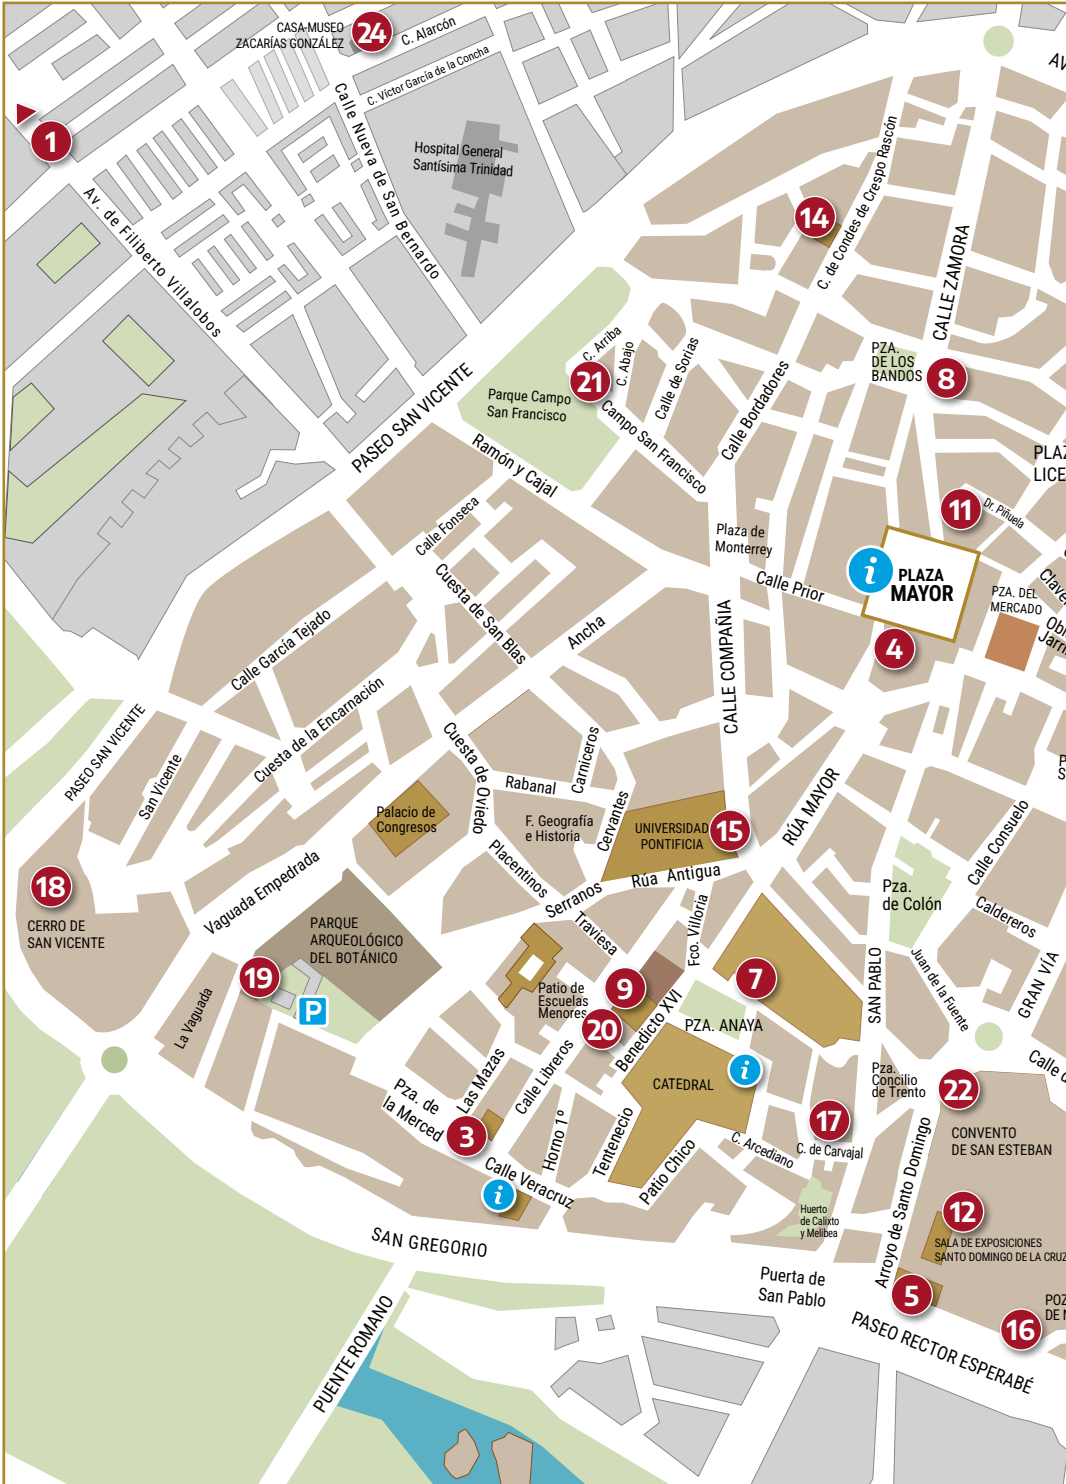 CASA-MUSEO
ZACARÍAS GONZÁLEZ
24
C. Alarcón
C. Víctor García de la Concha
AV
1
Calle Nueva de San Bernardo
Hospital General
Santísima Trinidad
Av. de Filiberto Villalobos
14
C. de Condes de Crespo Rascón
CALLE ZAMORA
PZA.
DE LOS
BANDOS
8
C. Arriba
C. Abajo
Calle de Sorias
21
Parque Campo
San Francisco
Campo San Francisco
Calle Bordadores
PASEO SAN VICENTE
Ramón y Cajal
PLAZ
LICE
11
Dr. Piñuela
Calle Fonseca
Plaza de
Monterrey
i
PLAZA
MAYOR
Calle Prior
Cuesta de San Blas
PZA. DEL
MERCADO
Clave
Obi
Jarri
4
Calle García Tejado
Ancha
CALLE COMPAÑIA
Cuesta de la Encarnación
PASEO SAN VICENTE
San Vicente
Cuesta de Oviedo
Rabanal
Carniceros
Cervantes
RÚA MAYOR
P
S
Palacio de
Congresos
F. Geografía
e Historia
UNIVERSIDAD
PONTIFICIA
15
Calle Consuelo
Placentinos
Rúa Antigua
Serranos
Traviesa
Fco. Villoria
Pza.
de Colón
Caldereros
18
CERRO DE
SAN VICENTE
Vaguada Empedrada
PARQUE
ARQUEOLÓGICO
DEL BOTÁNICO
19
P
La Vaguada
Patio de
Escuelas
Menores
9
20
7
Benedicto XVI
PZA. ANAYA
SAN PABLO
Juan de la Fuente
GRAN VÍA
Calle d
CATEDRAL
i
Pza.
Concilio
de Trento
22
Las Mazas
Calle Libreros
Pza. de
la Merced
3
Horno 1º
Tentenecio
Patio Chico
C. Arcediano
17
C. de Carvajal
CONVENTO
DE SAN ESTEBAN
Calle Veracruz
i
Arroyo de Santo Domingo
12
SALA DE EXPOSICIONES
SANTO DOMINGO DE LA CRUZ
Huerto
de Calixto
y Melibea
SAN GREGORIO
Puerta de
San Pablo
5
16
POZ
DE N
PASEO RECTOR ESPERABÉ
PUENTE ROMANO